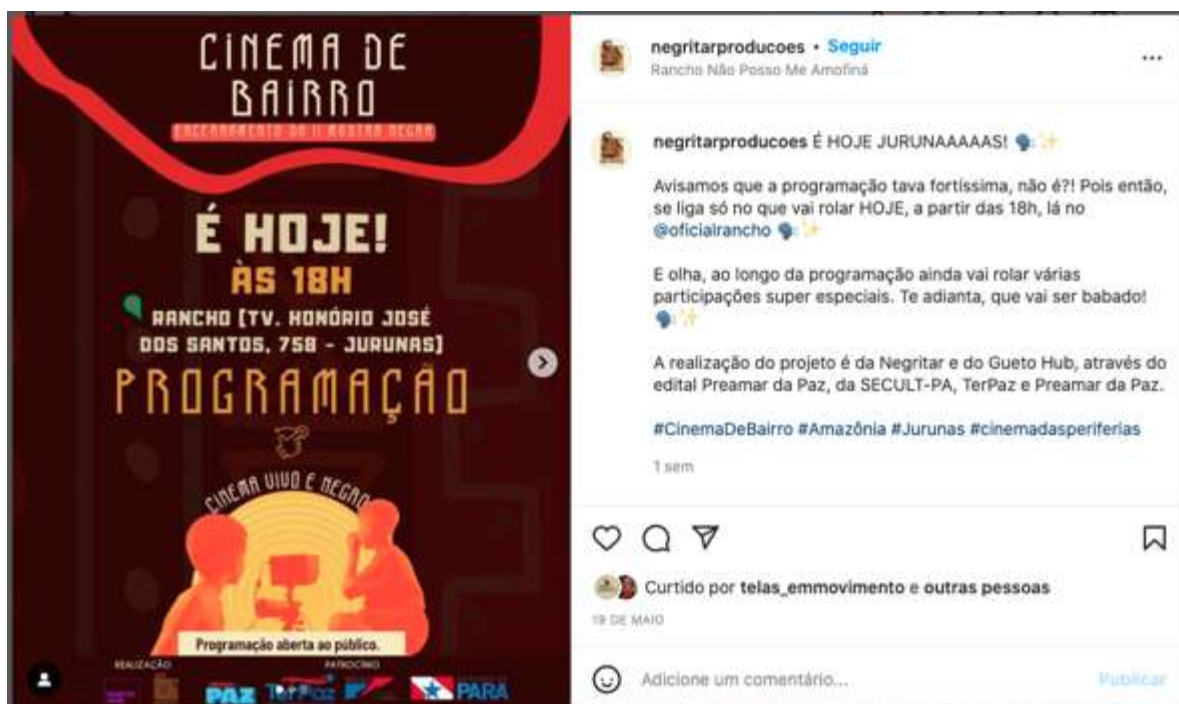 CINEMA DE
BAIRRO
ENCERRAMENTO DA II MOSTRA NEGRA
É HOJE!
ÀS 18H
RANCHO [TV. HONÓRIO JOSÉ
DOS SANTOS, 758 - JURUNAS]
PROGRAMAÇÃO
CINEMA VIVO E NEGRO
Programação aberta ao público.
REALIZAÇÃO
PATROCÍNIO
PAZ
TerPaz
PARÁ
negritarproducoes • Seguir
Rancho Não Posso Me Amofiná
negritarproducoes É HOJE JURUNAAAAAS! 🗣️✨
Avisamos que a programação tava fortíssima, não é?! Pois então,
se liga só no que vai rolar HOJE, a partir das 18h, lá no
@oficialrancho 🗣️✨
E olha, ao longo da programação ainda vai rolar várias
participações super especiais. Te adianta, que vai ser babado!
🗣️✨
A realização do projeto é da Negritar e do Gueto Hub, através do
edital Preamar da Paz, da SECULT-PA, TerPaz e Preamar da Paz.
#CinemaDeBairro #Amazônia #Jurunas #cinemadasperiferias
1 sem
Curtido por telas_emmovimento e outras pessoas
19 DE MAIO
Adicione um comentário...
Publicar